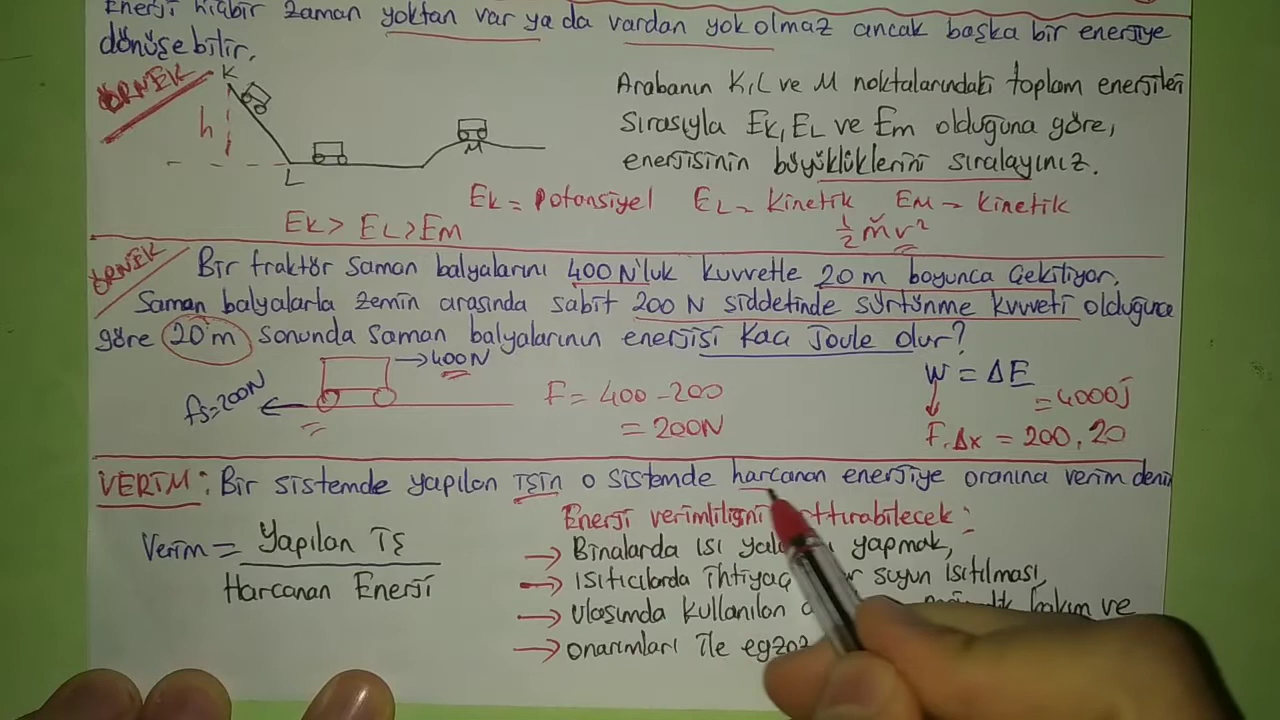 Enerji hiçbir zaman yoktan var ya da vardan yok olmaz ancak başka bir enerjiye
dönüşebilir.
ÖRNEK
K
h
L
M
Arabanın K,L ve M noktalarındaki toplam enerjileri
sırasıyla EK, EL ve Em olduğuna göre,
enerjisinin büyüklüklerini sıralayınız.
EK = Potansiyel EL = Kinetik EM = Kinetik
1/2 mv²
EK > EL > EM
ÖRNEK
Bir traktör saman balyalarını 400 N'luk kuvvetle 20 m boyunca çekiliyor.
Saman balyalarla zemin arasında sabit 200 N şiddetinde sürtünme kuvveti olduğuna
göre 20 m sonunda saman balyalarının enerjisi kaç Joule olur?
→400N
fs=200N
F = 400 - 200
= 200N
W = ΔE
= 4000J
F.Δx = 200.20
VERİM: Bir sistemde yapılan işin o sistemde harcanan enerjiye oranına verim denir
Verim = Yapılan İş
Harcanan Enerji
Enerji verimliliğini
→ Binalarda ısı yapmak,
→ Isıtıcılarda ihtiyaç suyun ısıtılması,
→ Ulaşımda kullanılan bakım ve
→ onarımları ile egzoz